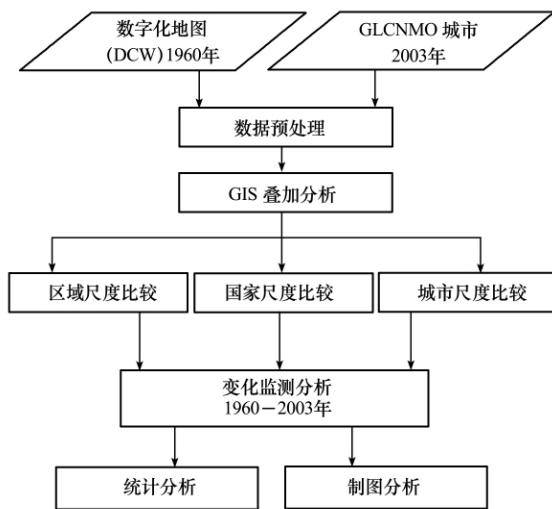 数字化地图
(DCW)1960年
GLCNMO 城市
2003年
数据预处理
GIS 叠加分析
区域尺度比较
国家尺度比较
城市尺度比较
变化监测分析
1960－2003年
统计分析
制图分析